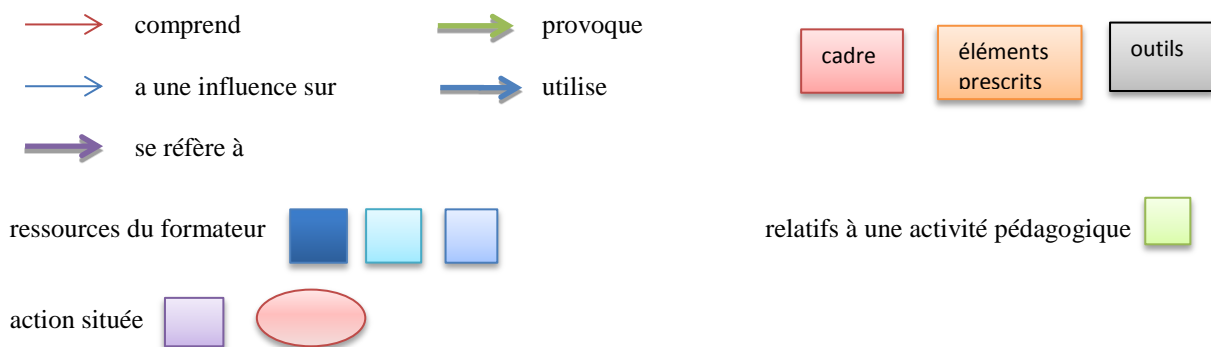 comprend
provoque
cadre
éléments
prescrits
outils
a une influence sur
utilise
se réfère à
ressources du formateur
relatifs à une activité pédagogique
action située